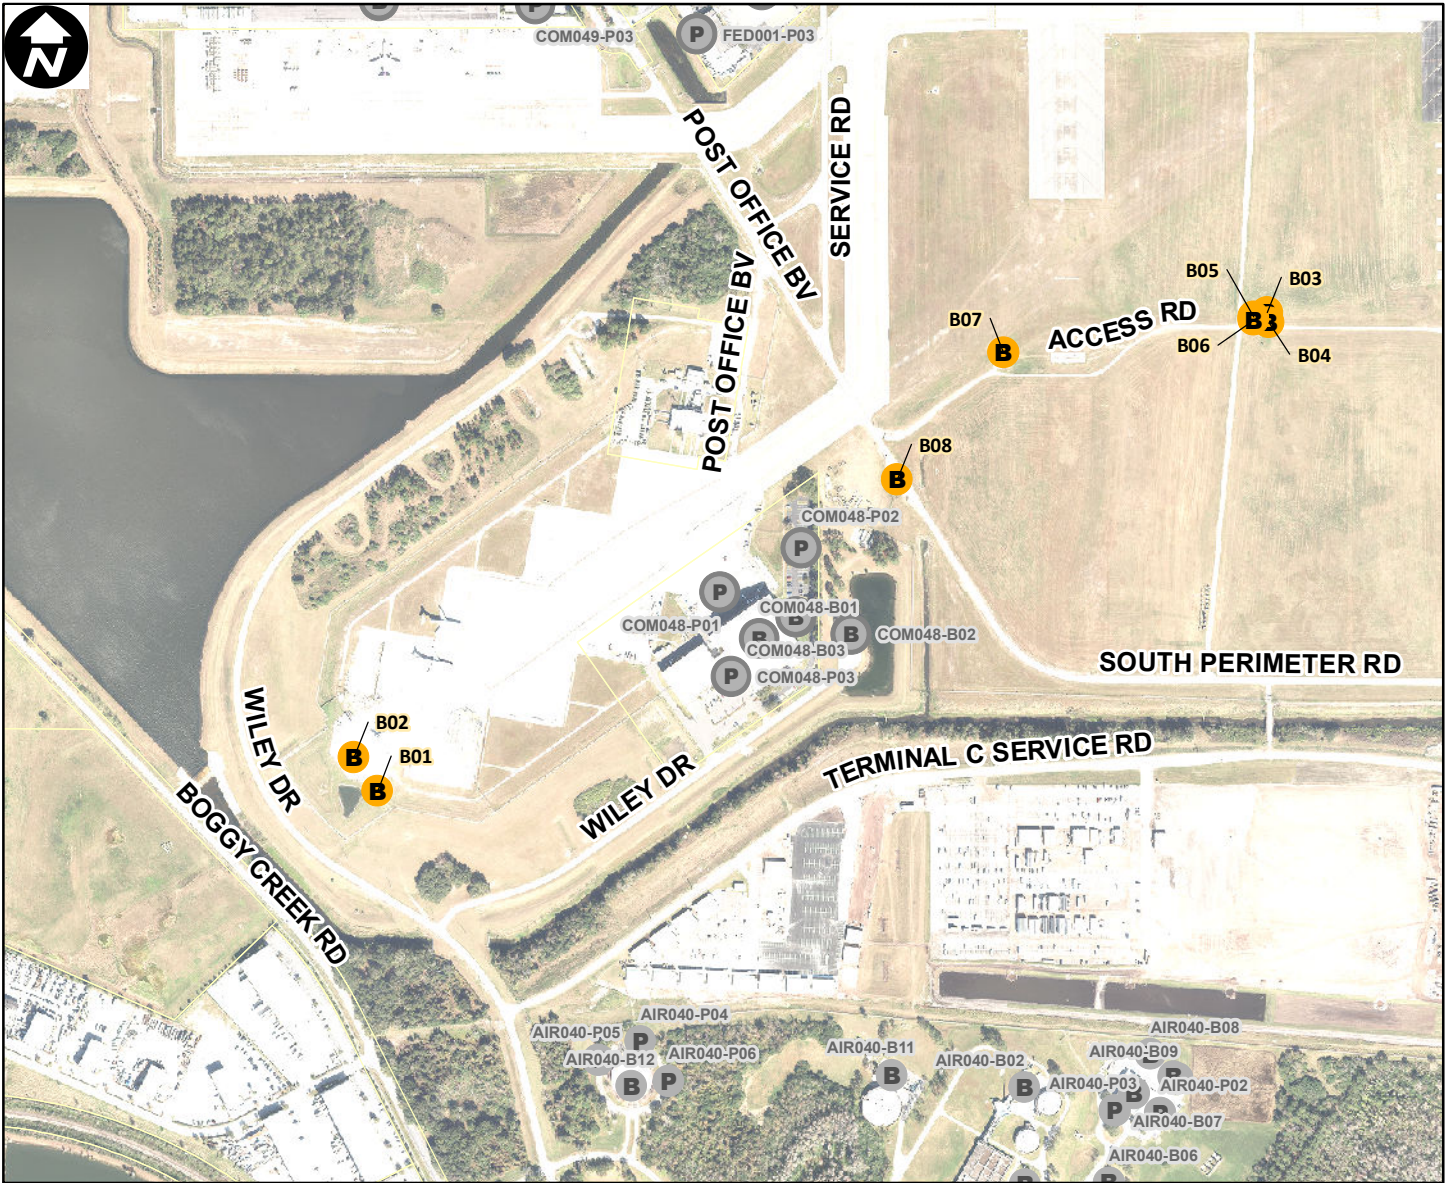 N
P
COM049-P03
FED001-P03
POST OFFICE BV
SERVICE RD
POST OFFICE BV
B05
B03
B
B07
ACCESS RD
B
B06
B04
B08
B
COM048-P02
P
P
COM048-B01
COM048-P01
B
B
B
COM048-B02
COM048-B03
P
COM048-P03
SOUTH PERIMETER RD
WILEY DR
B02
B
B01
B
TERMINAL C SERVICE RD
WILEY DR
BOGGY CREEK RD
AIR040-P04
AIR040-P05
P
AIR040-B12
AIR040-P06
B
P
AIR040-B11
B
AIR040-B02
B
AIR040-B08
AIR040-B09
AIR040-P03
AIR040-P02
B
P
AIR040-B07
AIR040-B06